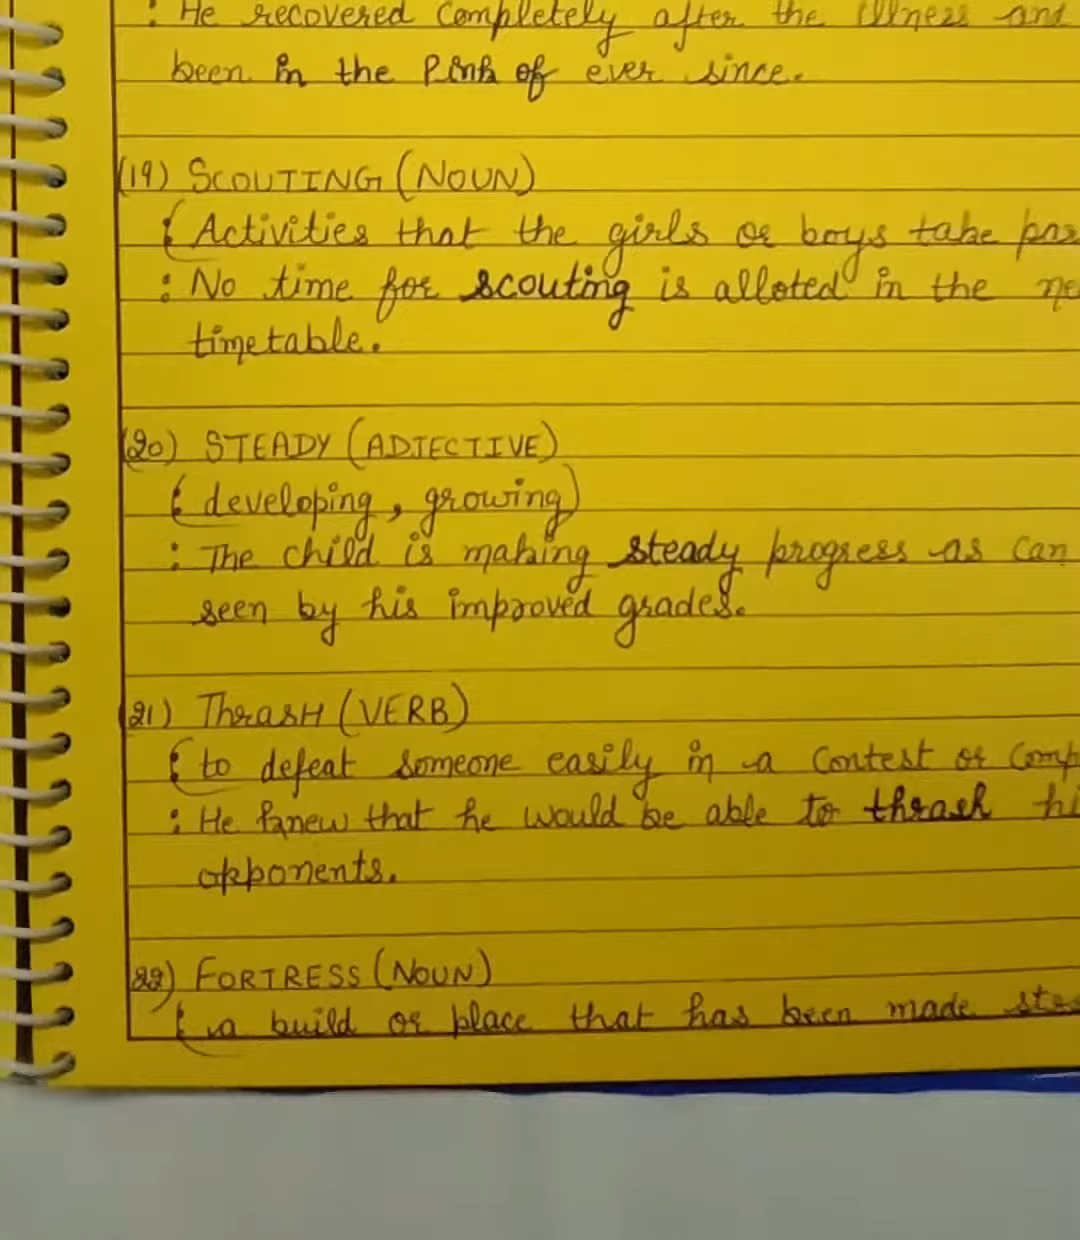 : He recovered completely after the illness and
been in the Pink of ever since.
(19) SCOUTING (NOUN)
: Activities that the girls or boys take par
: No time for scouting is alloted in the ne
timetable.
(20) STEADY (ADJECTIVE)
(: developing, growing)
: The child is making steady progress as can
seen by his improved grades.
(21) THRASH (VERB)
(: to defeat someone easily in a contest or comp
: He knew that he would be able to thrash hi
opponents.
22) FORTRESS (NOUN)
(: a build or place that has been made